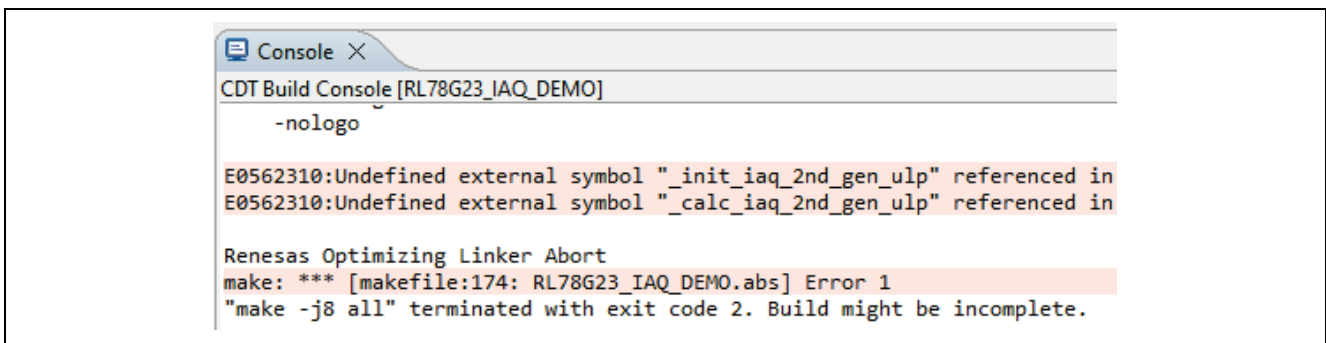 Console
CDT Build Console [RL78G23_IAQ_DEMO]
-nologo
E0562310:Undefined external symbol "_init_iaq_2nd_gen_ulp" referenced in
E0562310:Undefined external symbol "_calc_iaq_2nd_gen_ulp" referenced in
Renesas Optimizing Linker Abort
make: *** [makefile:174: RL78G23_IAQ_DEMO.abs] Error 1
"make -j8 all" terminated with exit code 2. Build might be incomplete.